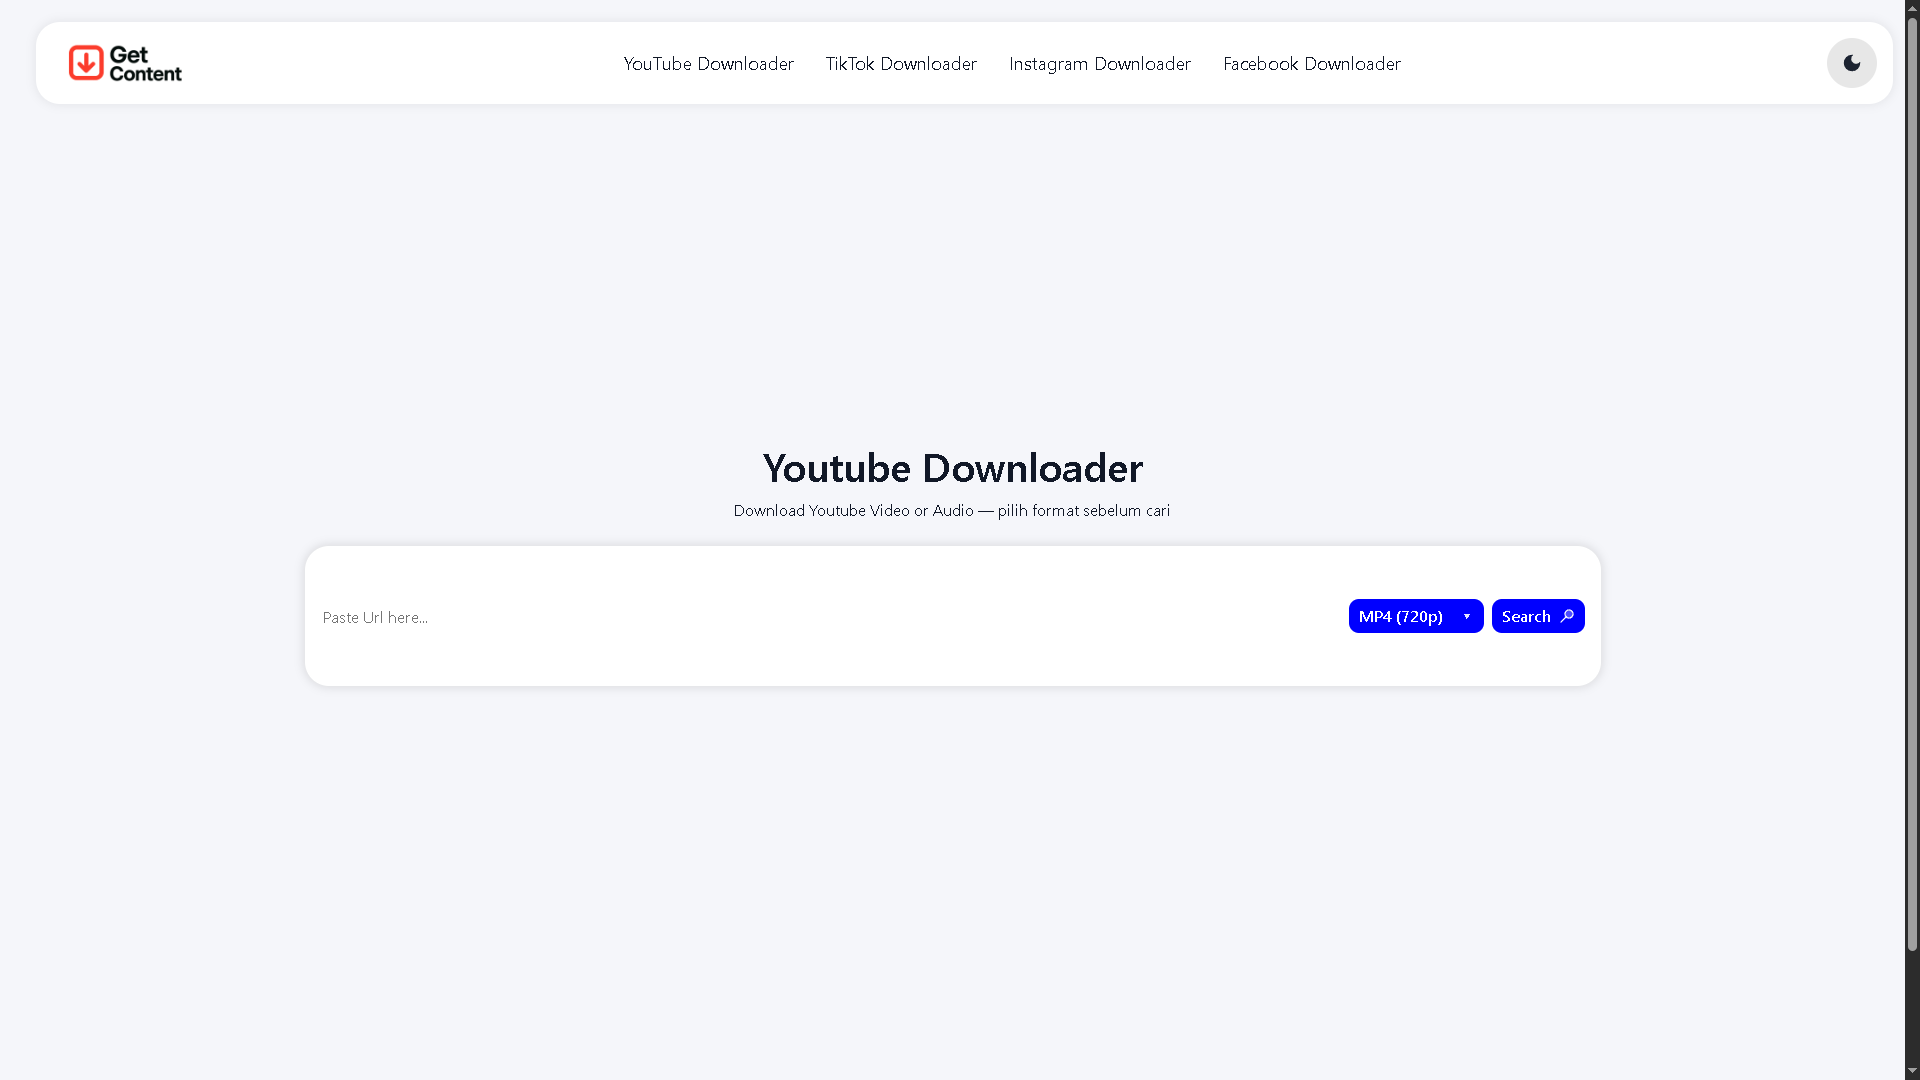 Get
Content
YouTube Downloader
TikTok Downloader
Instagram Downloader
Facebook Downloader
Youtube Downloader
Download Youtube Video or Audio — pilih format sebelum cari
Paste Url here...
MP4 (720p)
Search